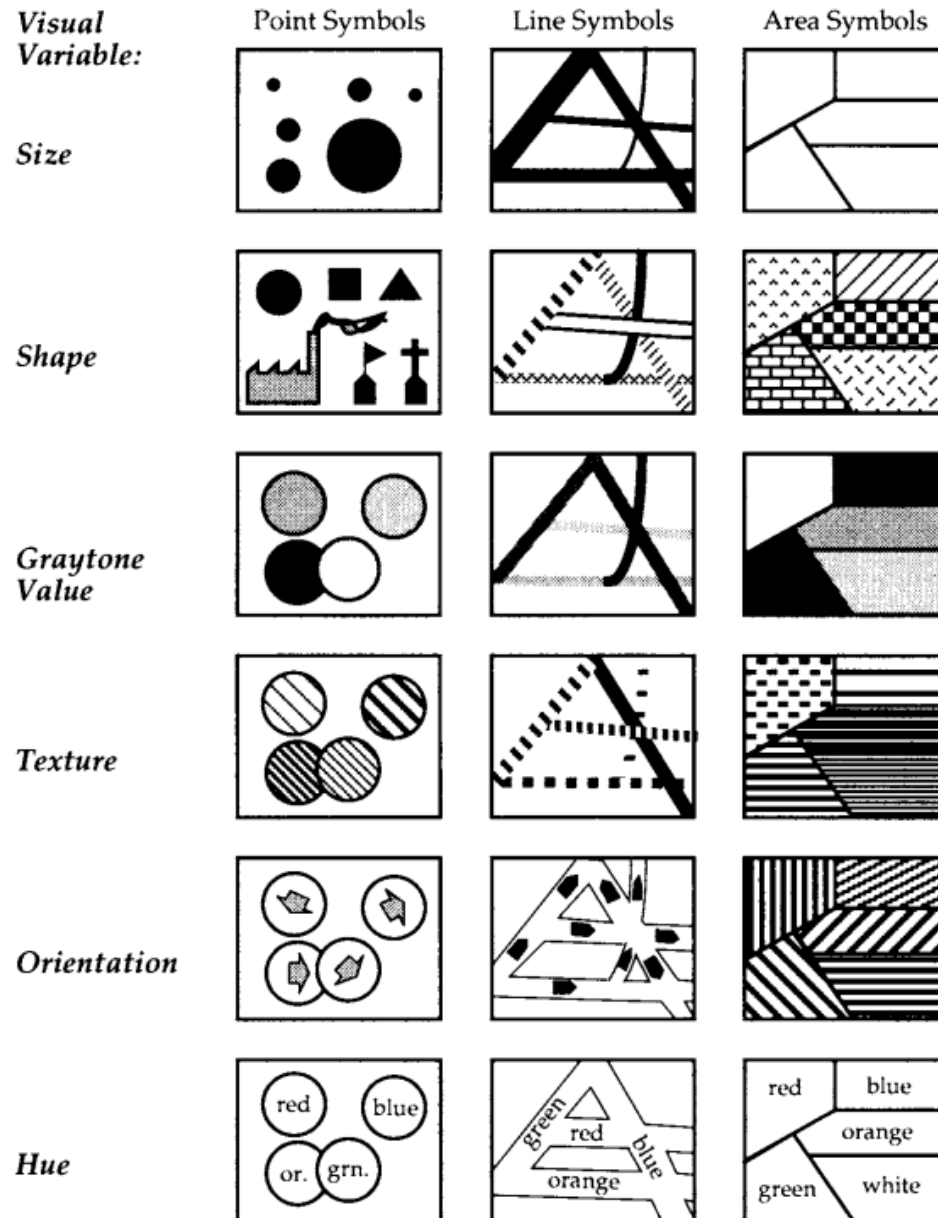 Visual
Variable:
Point Symbols
Line Symbols
Area Symbols
Size
Shape
Graytone
Value
Texture
Orientation
Hue
red
blue
or.
grn.
green
red
blue
orange
red
blue
orange
green
white